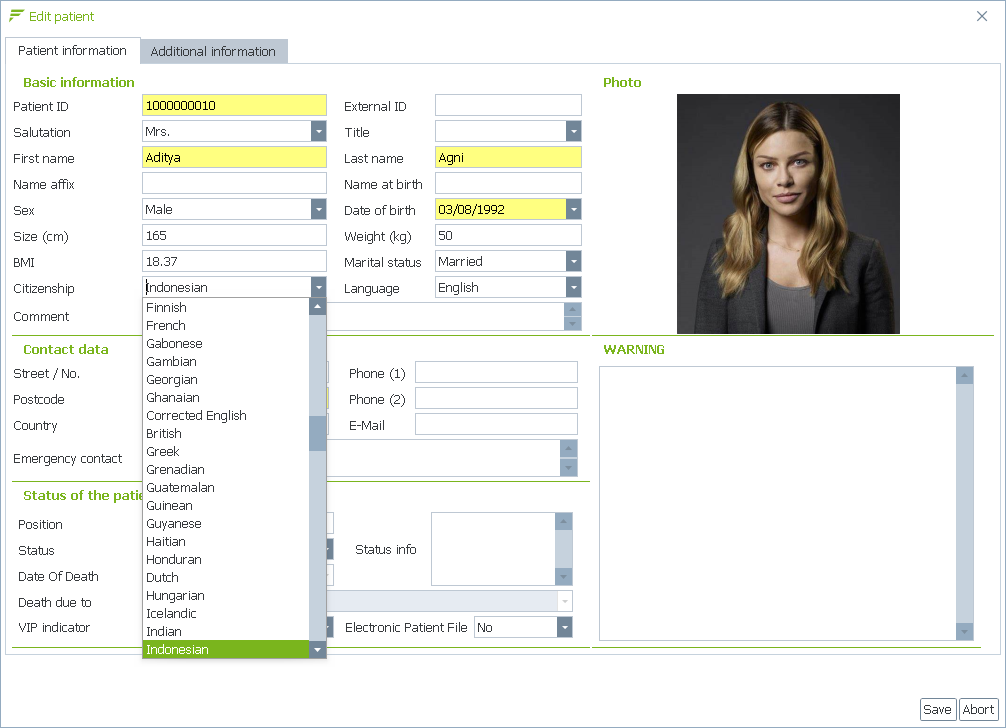 Edit patient
Patient information Additional information
Basic information Photo
Patient ID 1000000010 External ID
Salutation Mrs. Title
First name Aditya Last name Agni
Name affix Name at birth
Sex Male Date of birth 03/08/1992
Size (cm) 165 Weight (kg) 50
BMI 18.37 Marital status Married
Citizenship Indonesian Language English
Comment
Finnish
French
Gabonese
Gambian
Georgian
Ghanaian
Corrected English
British
Greek
Grenadian
Guatemalan
Guinean
Guyanese
Haitian
Honduran
Dutch
Hungarian
Icelandic
Indian
Indonesian
Contact data WARNING
Street / No. Phone (1)
Postcode Phone (2)
Country E-Mail
Emergency contact
Status of the patie
Position
Status Status info
Date Of Death
Death due to
VIP indicator Electronic Patient File No
Save Abort